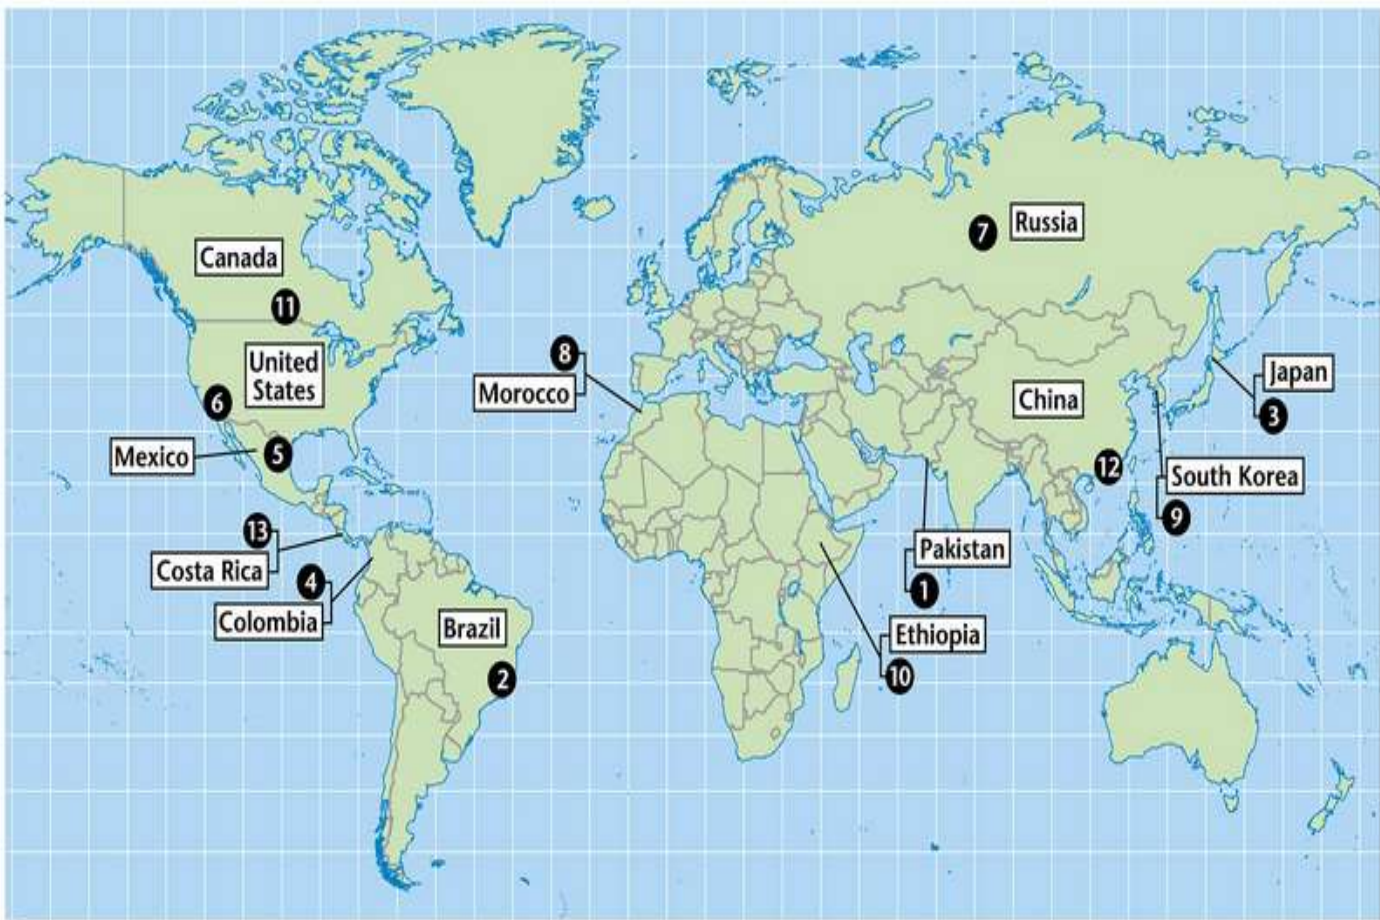 7
Russia
Canada
11
United
States
8
Morocco
Japan
3
China
6
Mexico
5
12
South Korea
9
13
Costa Rica
4
Colombia
Pakistan
1
Brazil
2
Ethiopia
10